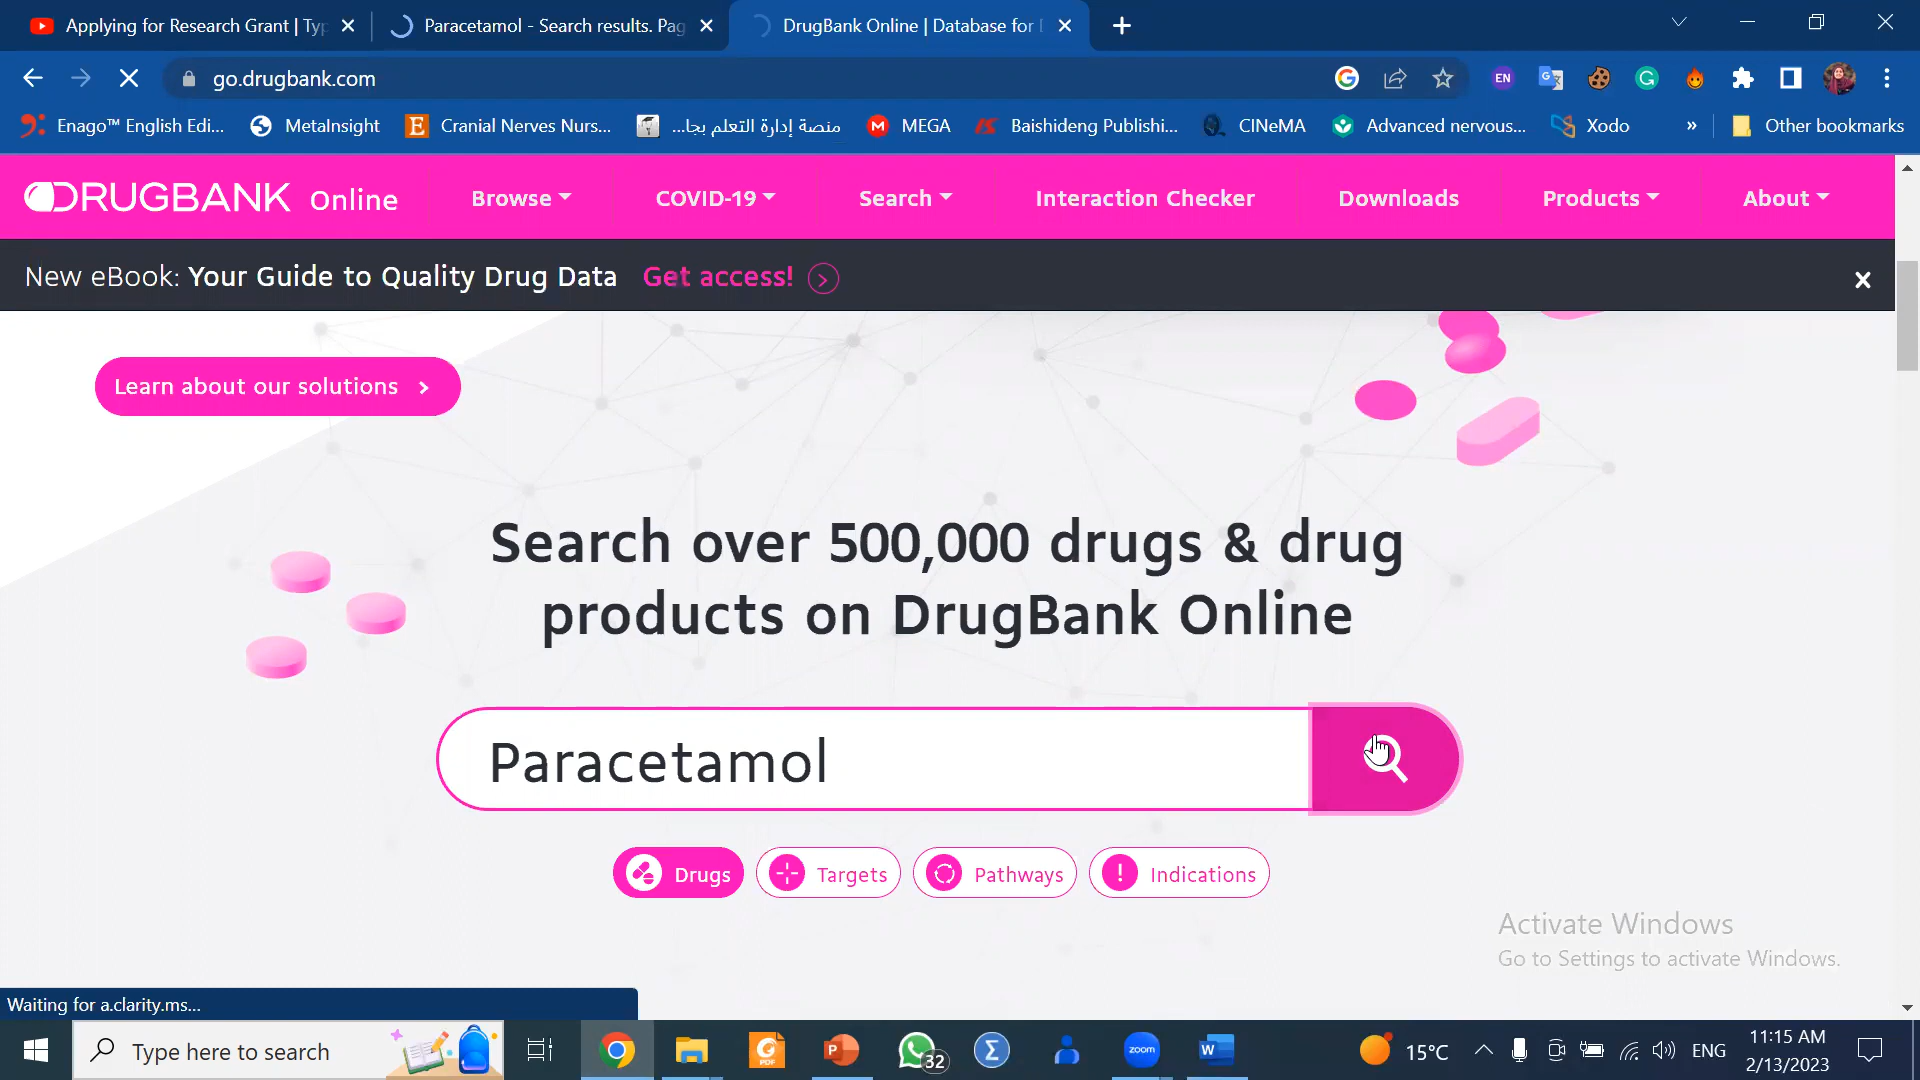 Applying for Research Grant | Ty
Paracetamol - Search results. Pag
DrugBank Online | Database for
go.drugbank.com
EN
Enago™ English Edi...
MetaInsight
Cranial Nerves Nurs...
منصة إدارة التعلم بجا...
MEGA
Baishideng Publishi...
CINeMA
Advanced nervous...
Xodo
»
Other bookmarks
DRUGBANK Online
Browse
COVID-19
Search
Interaction Checker
Downloads
Products
About
New eBook: Your Guide to Quality Drug Data Get access!
Learn about our solutions
Search over 500,000 drugs & drug
products on DrugBank Online
Paracetamol
Drugs
Targets
Pathways
Indications
Activate Windows
Go to Settings to activate Windows.
Waiting for a.clarity.ms...
Type here to search
32
zoom
15°C
ENG
11:15 AM
2/13/2023